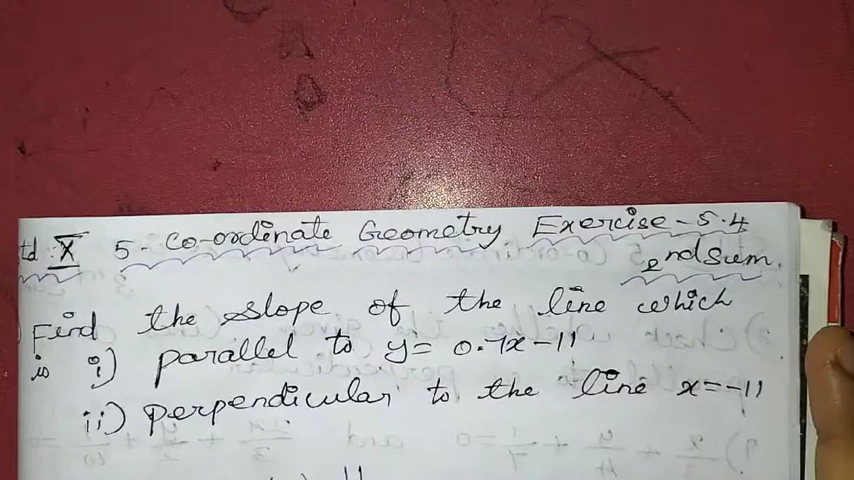 td X 5 - Co-ordinate Geometry Exercise - 5.4
2nd Sum.
Find the slope of the line which
is i) parallel to y = 0.7x - 11
ii) perpendicular to the line x = -11